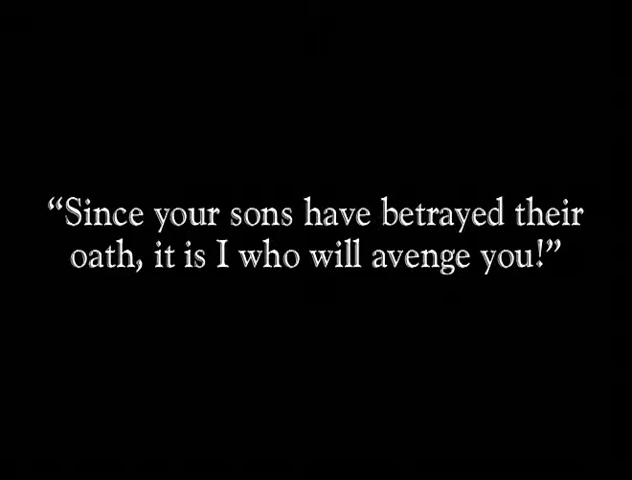 “Since your sons have betrayed their
oath, it is I who will avenge you!”